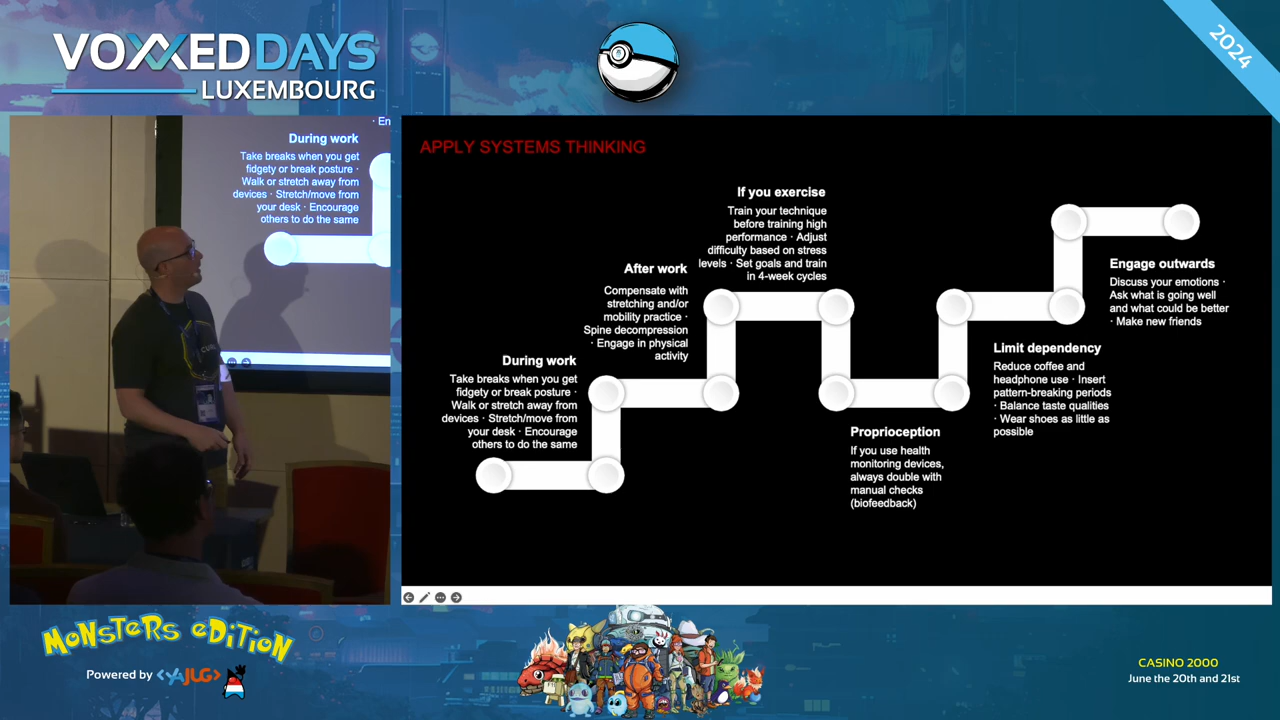 VOXXEDDAYS
LUXEMBOURG
2024
· En
During work
Take breaks when you get
fidgety or break posture ·
Walk or stretch away from
devices · Stretch/move from
your desk · Encourage
others to do the same
APPLY SYSTEMS THINKING
If you exercise
Train your technique
before training high
performance · Adjust
difficulty based on stress
levels · Set goals and train
in 4-week cycles
After work
Compensate with
stretching and/or
mobility practice ·
Spine decompression
· Engage in physical
activity
During work
Take breaks when you get
fidgety or break posture ·
Walk or stretch away from
devices · Stretch/move from
your desk · Encourage
others to do the same
Proprioception
If you use health
monitoring devices,
always double with
manual checks
(biofeedback)
Limit dependency
Reduce coffee and
headphone use · Insert
pattern-breaking periods
· Balance taste qualities
· Wear shoes as little as
possible
Engage outwards
Discuss your emotions ·
Ask what is going well
and what could be better
· Make new friends
MONSTERS EDITION
Powered by <YAJUG>
CASINO 2000
June the 20th and 21st